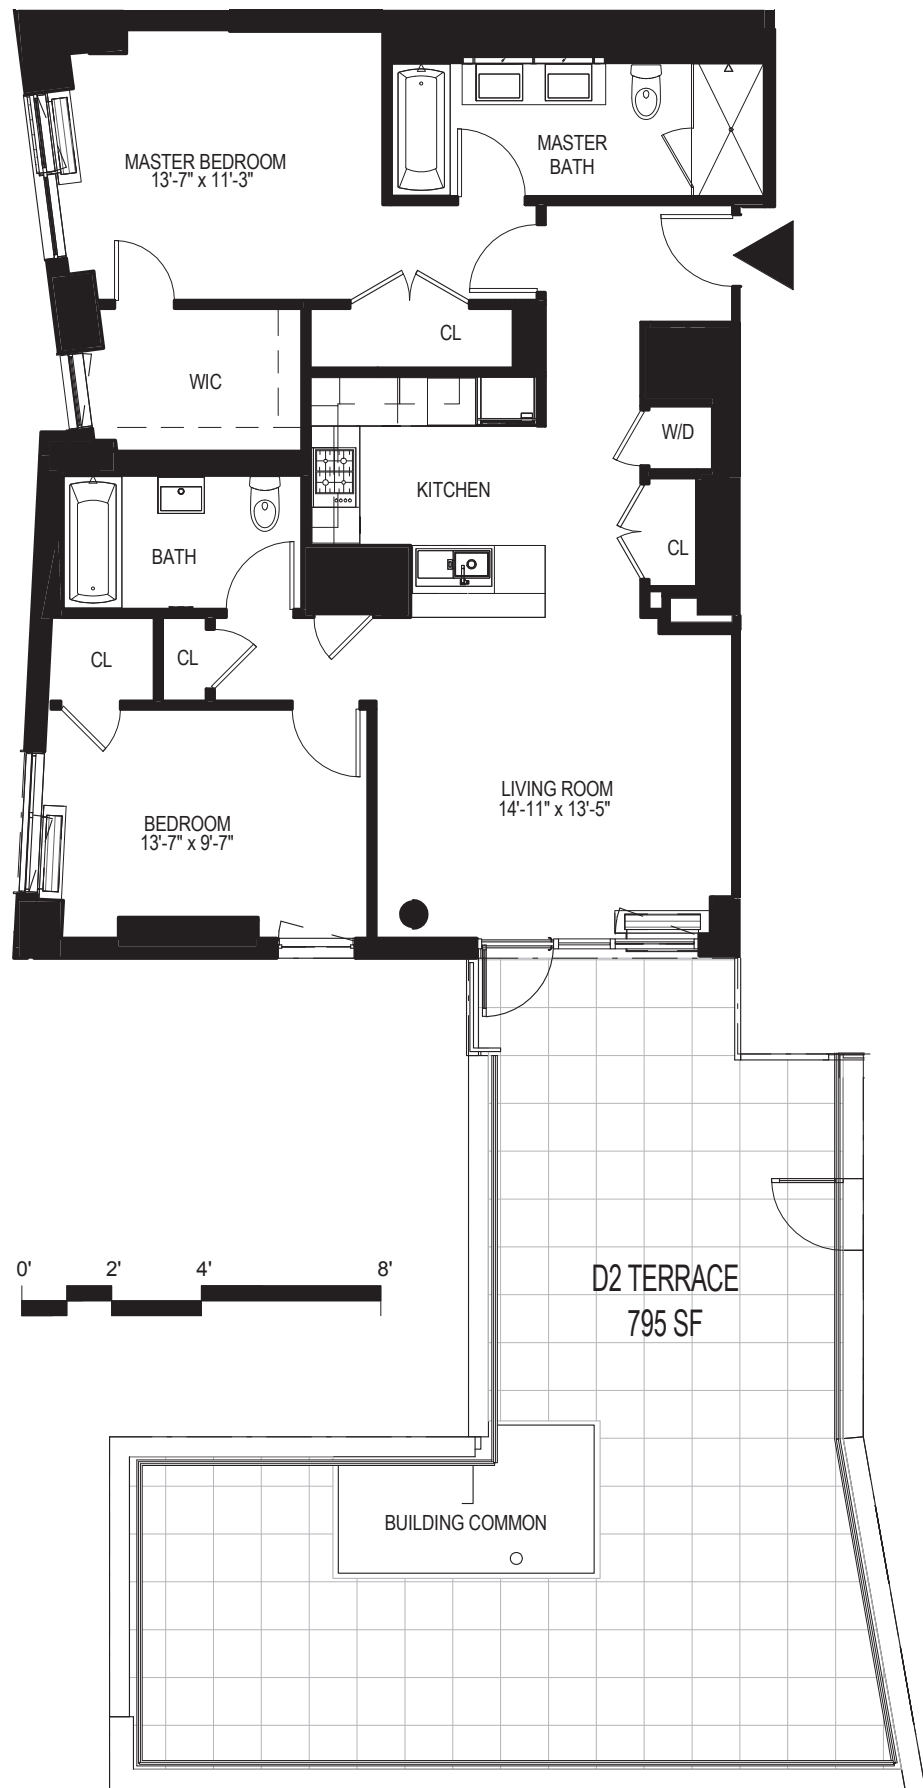 MASTER BEDROOM
13'-7" x 11'-3"
MASTER
BATH
CL
WIC
W/D
KITCHEN
CL
BATH
CL
CL
LIVING ROOM
14'-11" x 13'-5"
BEDROOM
13'-7" x 9'-7"
0' 2' 4' 8'
D2 TERRACE
795 SF
BUILDING COMMON